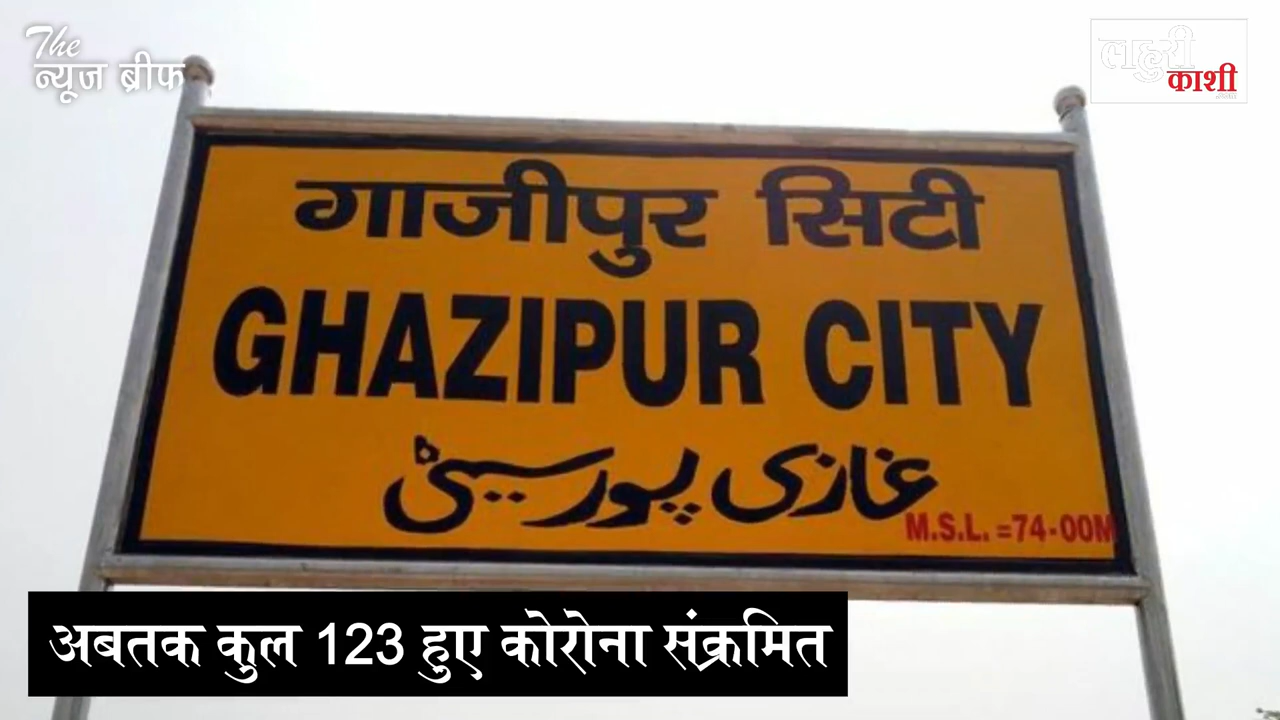 The
न्यूज ब्रीफ
लहुरी
काशी
गाजीपुर सिटी
GHAZIPUR CITY
غازی پور سیٹی
M.S.L. =74-00M
अबतक कुल 123 हुए कोरोना संक्रमित